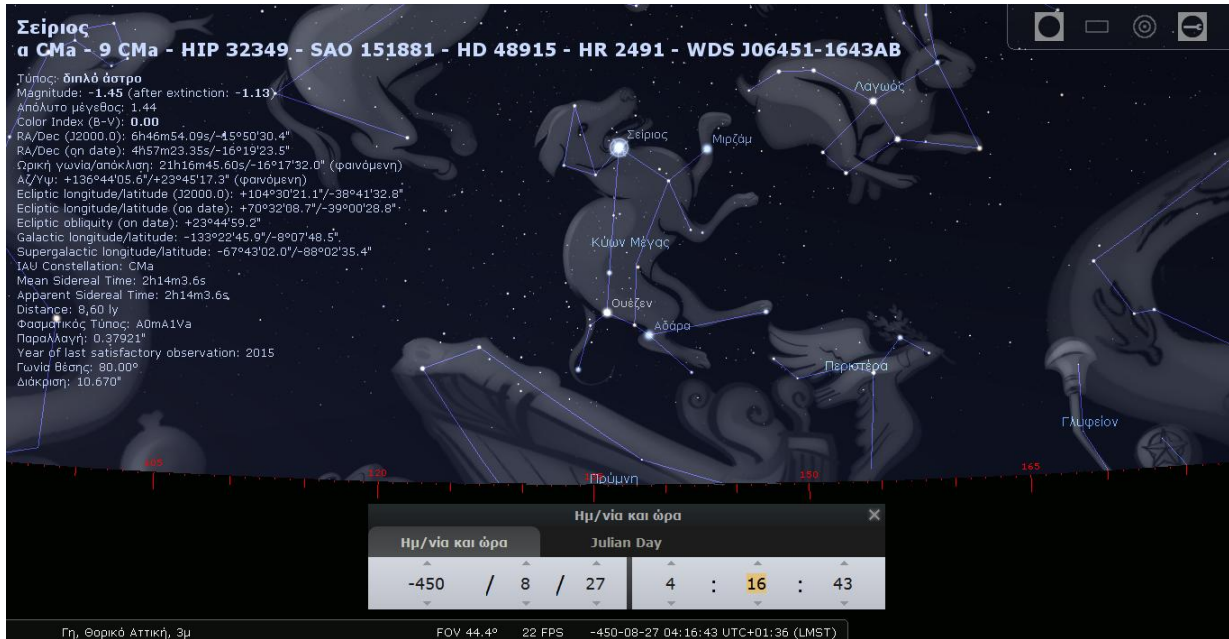 Σείριος
α CMa - 9 CMa - HIP 32349 - SAO 151881 - HD 48915 - HR 2491 - WDS J06451-1643AB
Τύπος: διπλό άστρο
Magnitude: -1.45 (after extinction: -1.13)
Απόλυτο μέγεθος: 1.44
Color Index (B-V): 0.00
RA/Dec (J2000.0): 6h46m54.09s/-15°50'30.4"
RA/Dec (on date): 4h57m23.35s/-16°19'23.5"
Ωρική γωνία/απόκλιση: 21h16m45.60s/-16°17'32.0" (φαινόμενη)
Αζ/Υψ: +136°44'05.6"/+23°45'17.3" (φαινόμενη)
Ecliptic longitude/latitude (J2000.0): +104°30'21.1"/-38°41'32.8"
Ecliptic longitude/latitude (on date): +70°32'08.7"/-39°00'28.8"
Ecliptic obliquity (on date): +23°44'59.2"
Galactic longitude/latitude: -133°22'45.9"/-8°07'48.5"
Supergalactic longitude/latitude: -67°43'02.0"/-88°02'35.4"
IAU Constellation: CMa
Mean Sidereal Time: 2h14m3.6s
Apparent Sidereal Time: 2h14m3.6s
Distance: 8,60 ly
Φασματικός Τύπος: A0mA1Va
Παραλλαγή: 0.37921"
Year of last satisfactory observation: 2015
Γωνία θέσης: 80.00°
Διάκριση: 10.670"
Λαγωός
Σείριος
Μιρζάμ
Κύων Μέγας
Ουέζεν
Αδάρα
Περιστέρα
Γλυφείον
105
120
150
165
Πρύμνη
Ημ/νία και ώρα
Ημ/νία και ώρα Julian Day
-450 / 8 / 27 4 : 16 : 43
Γη, Θορικό Αττική, 3μ FOV 44.4° 22 FPS -450-08-27 04:16:43 UTC+01:36 (LMST)